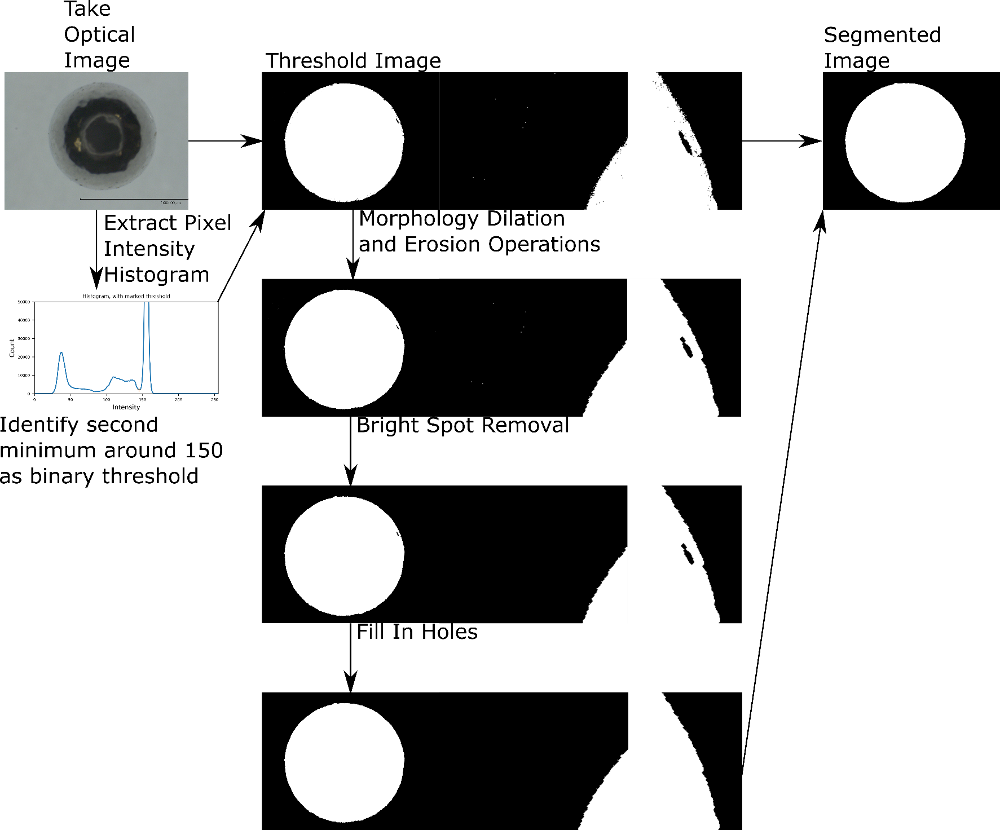 Take
Optical
Image
Threshold Image
Segmented
Image
1000.00µm
Extract Pixel
Intensity
Histogram
Morphology Dilation
and Erosion Operations
Histogram, with marked threshold
50000
40000
30000
20000
10000
0
Count
0 50 100 150 200 250
Intensity
Identify second
minimum around 150
as binary threshold
Bright Spot Removal
Fill In Holes